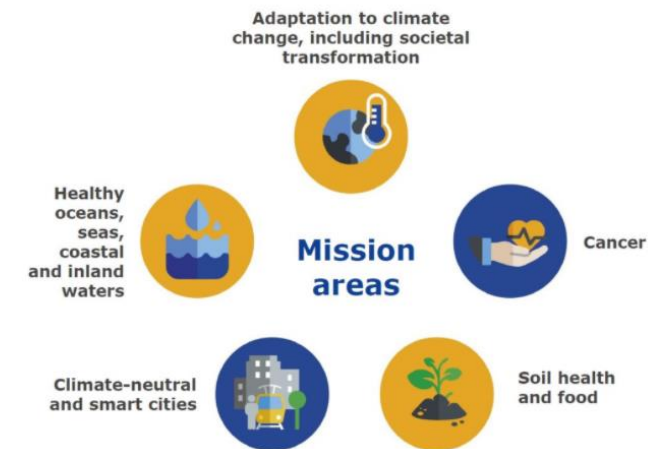 Adaptation to climate
change, including societal
transformation
Healthy
oceans,
seas,
coastal
and inland
waters
Mission
areas
Cancer
Climate-neutral
and smart cities
Soil health
and food